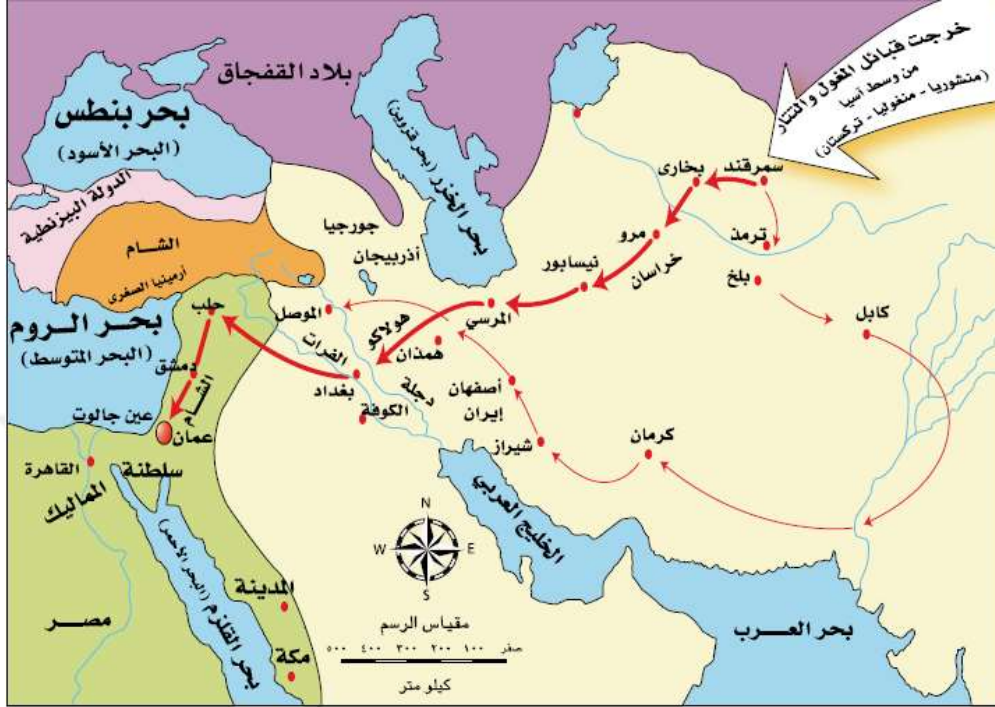 خرجت قبائل المغول والتتار
من وسط آسيا
(منشوريا - منغوليا - تركستان)
بلاد القفجاق
بحر بنطس
(البحر الأسود)
بحر الخزر (بحر قزوين)
الدولة البيزنطية
سمرقند
بخارى
جورجيا
أذربيجان
الشام
أرمينيا الصغرى
مرو
ترمذ
خراسان
نيسابور
بلخ
المرسي
كابل
هولاكو
الموصل
حلب
بحر الروم
(البحر المتوسط)
الفرات
همذان
دمشق
الشام
بغداد
دجلة
أصفهان
إيران
الكوفة
عين جالوت
عمان
شيراز
كرمان
القاهرة
سلطنة
المماليك
الخليج العربي
N
W
E
S
المدينة
مكة
مصر
بحر القلزم (البحر الأحمر)
بحر العرب
مقياس الرسم
صفر ١٠٠ ٢٠٠ ٣٠٠ ٤٠٠ ٥٠٠
كيلو متر